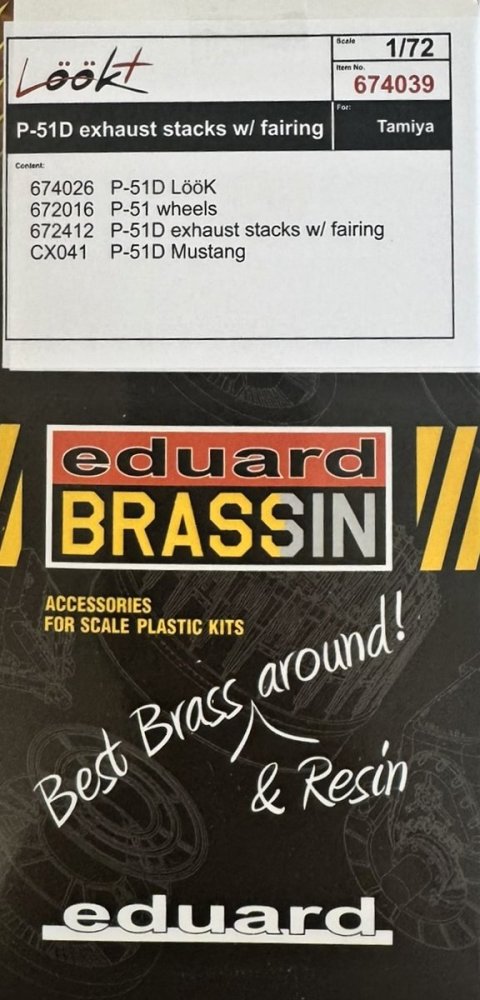 Löök+
Scale
1/72
Item No.
674039
P-51D exhaust stacks w/ fairing
For:
Tamiya
Content:
674026 P-51D LööK
672016 P-51 wheels
672412 P-51D exhaust stacks w/ fairing
CX041 P-51D Mustang
eduard
BRASSIN
ACCESSORIES
FOR SCALE PLASTIC KITS
Best Brass around!
& Resin
eduard